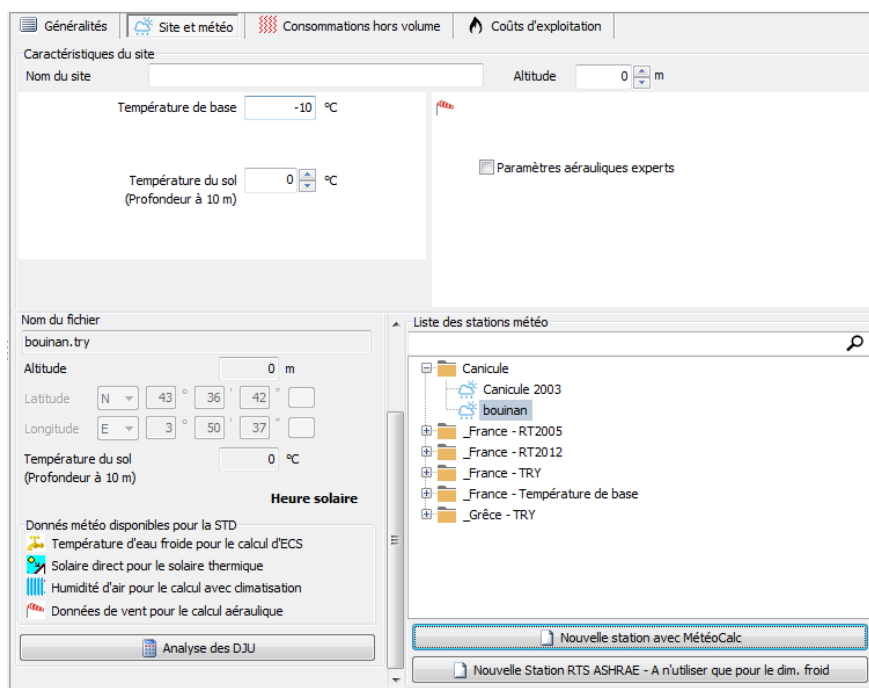 Généralités Site et météo Consommations hors volume Coûts d'exploitation
Caractéristiques du site
Nom du site Altitude 0 m
Température de base -10 °C
Paramètres aérauliques experts
Température du sol 0 °C
(Profondeur à 10 m)
Nom du fichier
bouinan.try
Altitude 0 m
Latitude N 43 ° 36 ' 42 "
Longitude E 3 ° 50 ' 37 "
Température du sol 0 °C
(Profondeur à 10 m)
Heure solaire
Donnés météo disponibles pour la STD
Température d'eau froide pour le calcul d'ECS
Solaire direct pour le solaire thermique
Humidité d'air pour le calcul avec climatisation
Données de vent pour le calcul aéraulique
Analyse des DJU
Liste des stations météo
Canicule
Canicule 2003
bouinan
_France - RT2005
_France - RT2012
_France - TRY
_France - Température de base
_Grèce - TRY
Nouvelle station avec MétéoCalc
Nouvelle Station RTS ASHRAE - A n'utiliser que pour le dim. froid